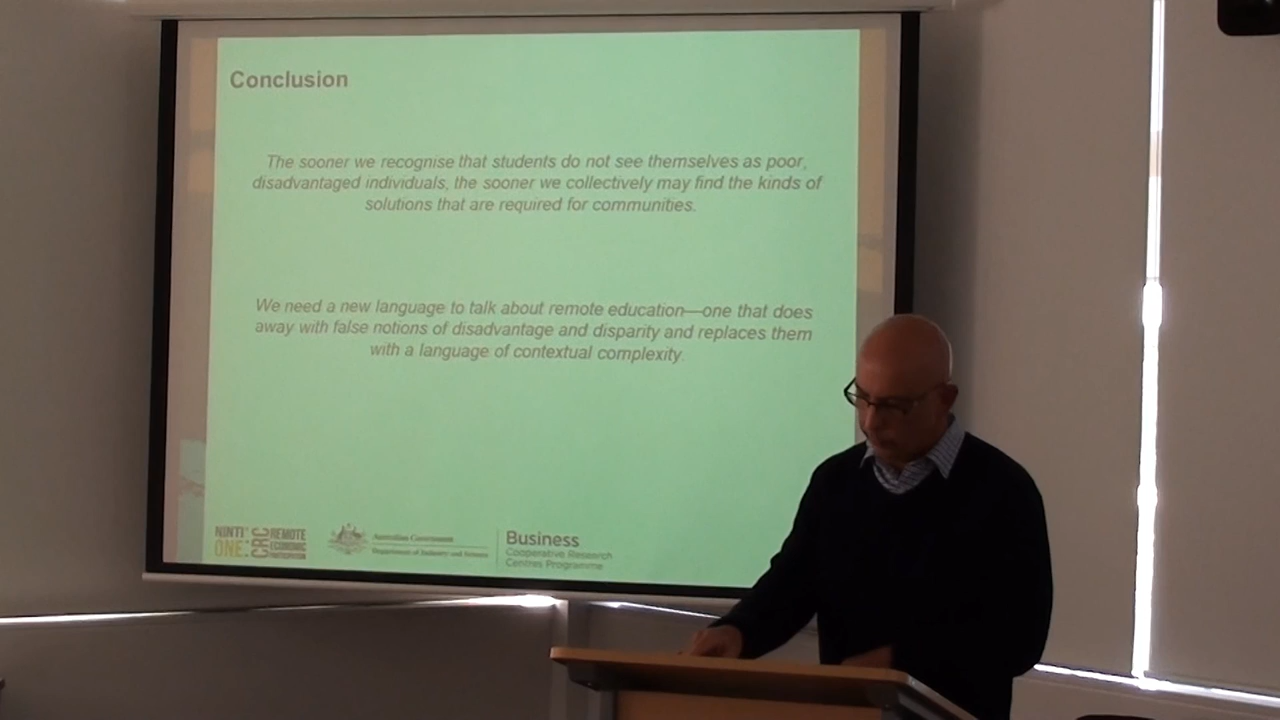 Conclusion
The sooner we recognise that students do not see themselves as poor,
disadvantaged individuals, the sooner we collectively may find the kinds of
solutions that are required for communities.
We need a new language to talk about remote education—one that does
away with false notions of disadvantage and disparity and replaces them
with a language of contextual complexity.
NINTI
ONE
CRC
REMOTE
ECONOMIC
PARTICIPATION
Australian Government
Department of Industry and Science
Business
Cooperative Research
Centres Programme